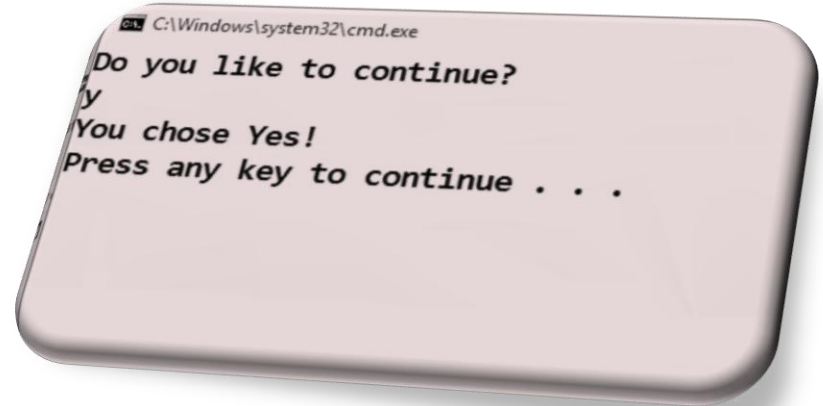 C:\Windows\system32\cmd.exe
Do you like to continue?
y
You chose Yes!
Press any key to continue . . .